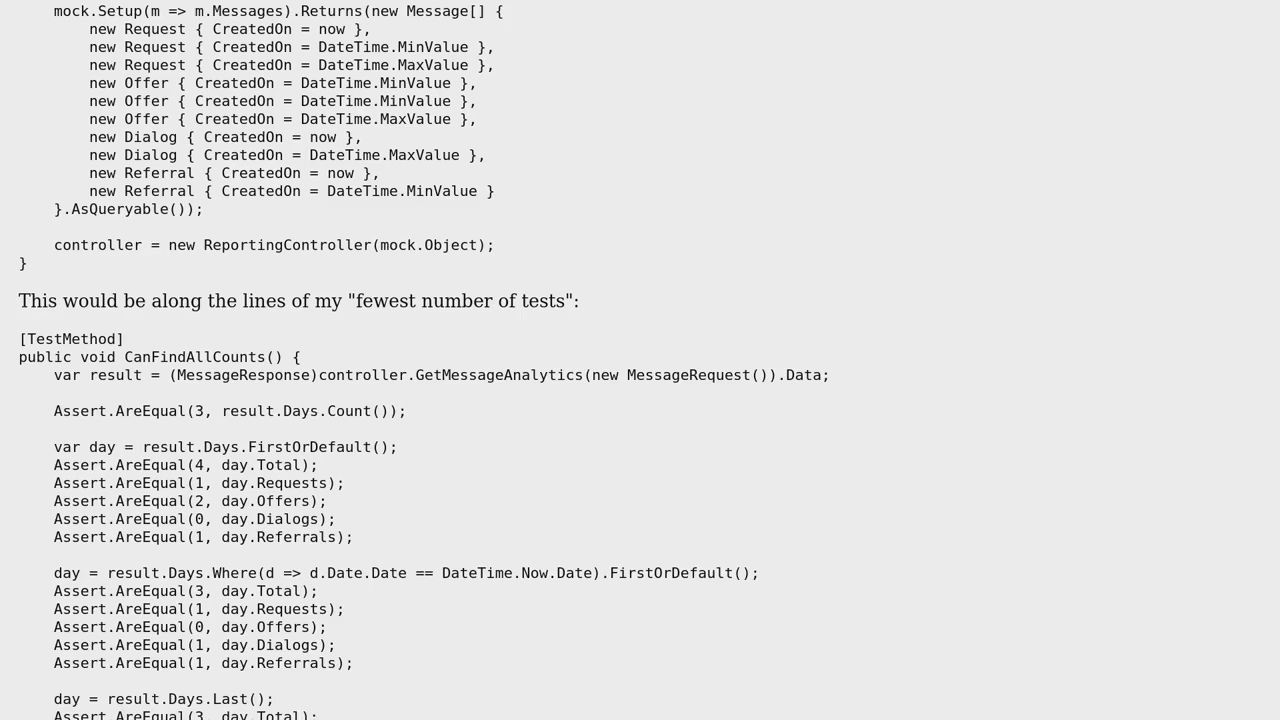 mock.Setup(m => m.Messages).Returns(new Message[] {
new Request { CreatedOn = now },
new Request { CreatedOn = DateTime.MinValue },
new Request { CreatedOn = DateTime.MaxValue },
new Offer { CreatedOn = DateTime.MinValue },
new Offer { CreatedOn = DateTime.MinValue },
new Offer { CreatedOn = DateTime.MaxValue },
new Dialog { CreatedOn = now },
new Dialog { CreatedOn = DateTime.MaxValue },
new Referral { CreatedOn = now },
new Referral { CreatedOn = DateTime.MinValue }
}.AsQueryable());
controller = new ReportingController(mock.Object);
}
This would be along the lines of my "fewest number of tests":
[TestMethod]
public void CanFindAllCounts() {
var result = (MessageResponse)controller.GetMessageAnalytics(new MessageRequest()).Data;
Assert.AreEqual(3, result.Days.Count());
var day = result.Days.FirstOrDefault();
Assert.AreEqual(4, day.Total);
Assert.AreEqual(1, day.Requests);
Assert.AreEqual(2, day.Offers);
Assert.AreEqual(0, day.Dialogs);
Assert.AreEqual(1, day.Referrals);
day = result.Days.Where(d => d.Date.Date == DateTime.Now.Date).FirstOrDefault();
Assert.AreEqual(3, day.Total);
Assert.AreEqual(1, day.Requests);
Assert.AreEqual(0, day.Offers);
Assert.AreEqual(1, day.Dialogs);
Assert.AreEqual(1, day.Referrals);
day = result.Days.Last();
Assert.AreEqual(3, day.Total);